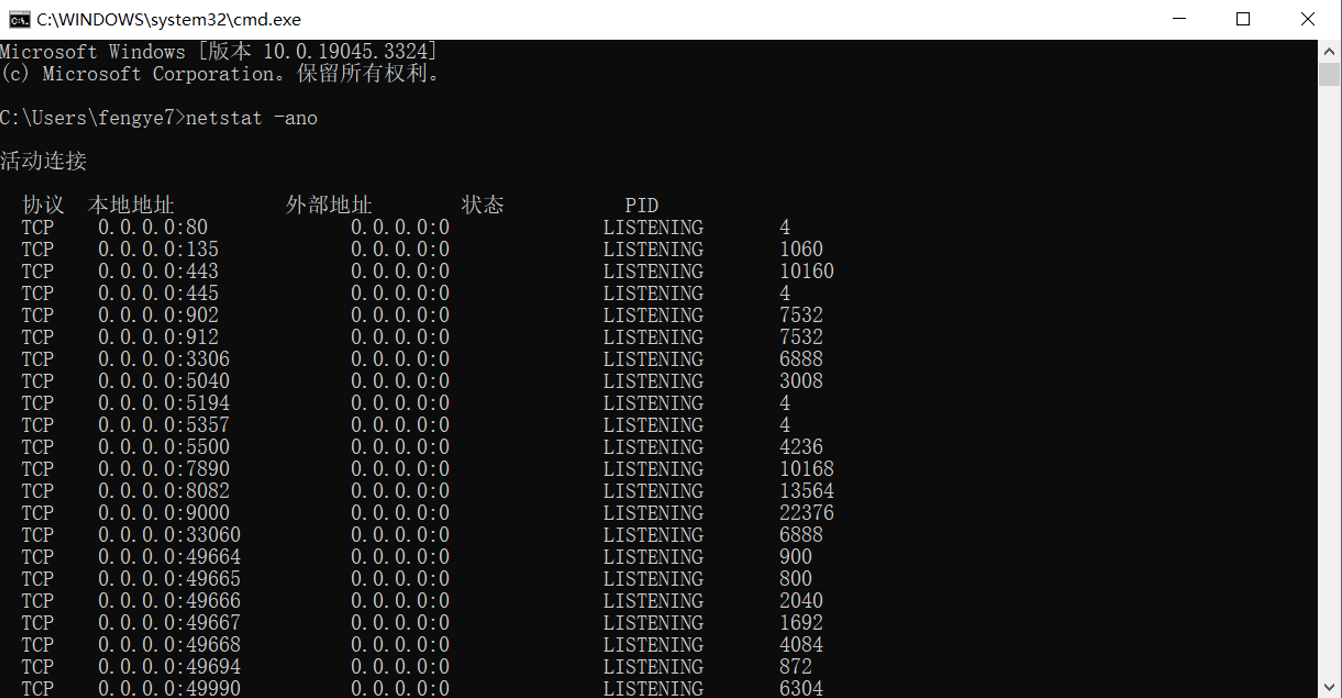 C:\WINDOWS\system32\cmd.exe
Microsoft Windows [版本 10.0.19045.3324]
(c) Microsoft Corporation。保留所有权利。
C:\Users\fengye7>netstat -ano
活动连接
协议 本地地址 外部地址 状态 PID
TCP 0.0.0.0:80 0.0.0.0:0 LISTENING 4
TCP 0.0.0.0:135 0.0.0.0:0 LISTENING 1060
TCP 0.0.0.0:443 0.0.0.0:0 LISTENING 10160
TCP 0.0.0.0:445 0.0.0.0:0 LISTENING 4
TCP 0.0.0.0:902 0.0.0.0:0 LISTENING 7532
TCP 0.0.0.0:912 0.0.0.0:0 LISTENING 7532
TCP 0.0.0.0:3306 0.0.0.0:0 LISTENING 6888
TCP 0.0.0.0:5040 0.0.0.0:0 LISTENING 3008
TCP 0.0.0.0:5194 0.0.0.0:0 LISTENING 4
TCP 0.0.0.0:5357 0.0.0.0:0 LISTENING 4
TCP 0.0.0.0:5500 0.0.0.0:0 LISTENING 4236
TCP 0.0.0.0:7890 0.0.0.0:0 LISTENING 10168
TCP 0.0.0.0:8082 0.0.0.0:0 LISTENING 13564
TCP 0.0.0.0:9000 0.0.0.0:0 LISTENING 22376
TCP 0.0.0.0:33060 0.0.0.0:0 LISTENING 6888
TCP 0.0.0.0:49664 0.0.0.0:0 LISTENING 900
TCP 0.0.0.0:49665 0.0.0.0:0 LISTENING 800
TCP 0.0.0.0:49666 0.0.0.0:0 LISTENING 2040
TCP 0.0.0.0:49667 0.0.0.0:0 LISTENING 1692
TCP 0.0.0.0:49668 0.0.0.0:0 LISTENING 4084
TCP 0.0.0.0:49694 0.0.0.0:0 LISTENING 872
TCP 0.0.0.0:49990 0.0.0.0:0 LISTENING 6304